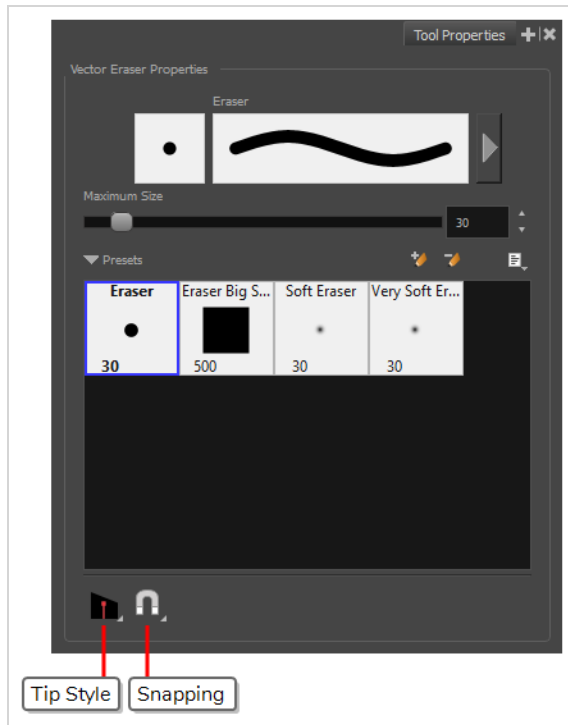 Tool Properties
Vector Eraser Properties
Eraser
Maximum Size
30
Presets
Eraser Eraser Big S... Soft Eraser Very Soft Er...
30 500 30 30
Tip Style Snapping